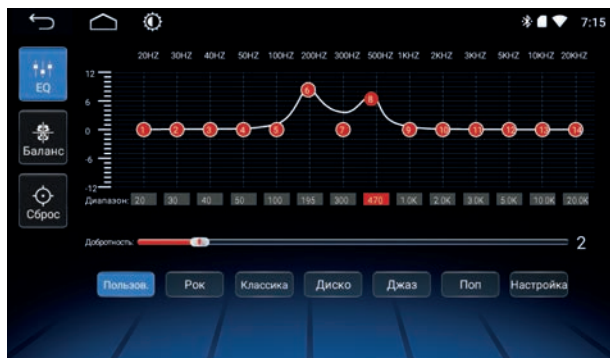 7:15
20HZ 30HZ 40HZ 50HZ 100HZ 200HZ 300HZ 500HZ 1KHZ 2KHZ 3KHZ 5KHZ 10KHZ 20KHZ
EQ
12
6
0
-6
-12
1 2 3 4 5 6 7 8 9 10 11 12 13 14
Баланс
Сброс
Диапазон: 20 30 40 50 100 195 300 470 1.0K 2.0K 3.0K 5.0K 10.0K 20.0K
Добротность: 2
Пользов. Рок Классика Диско Джаз Поп Настройка